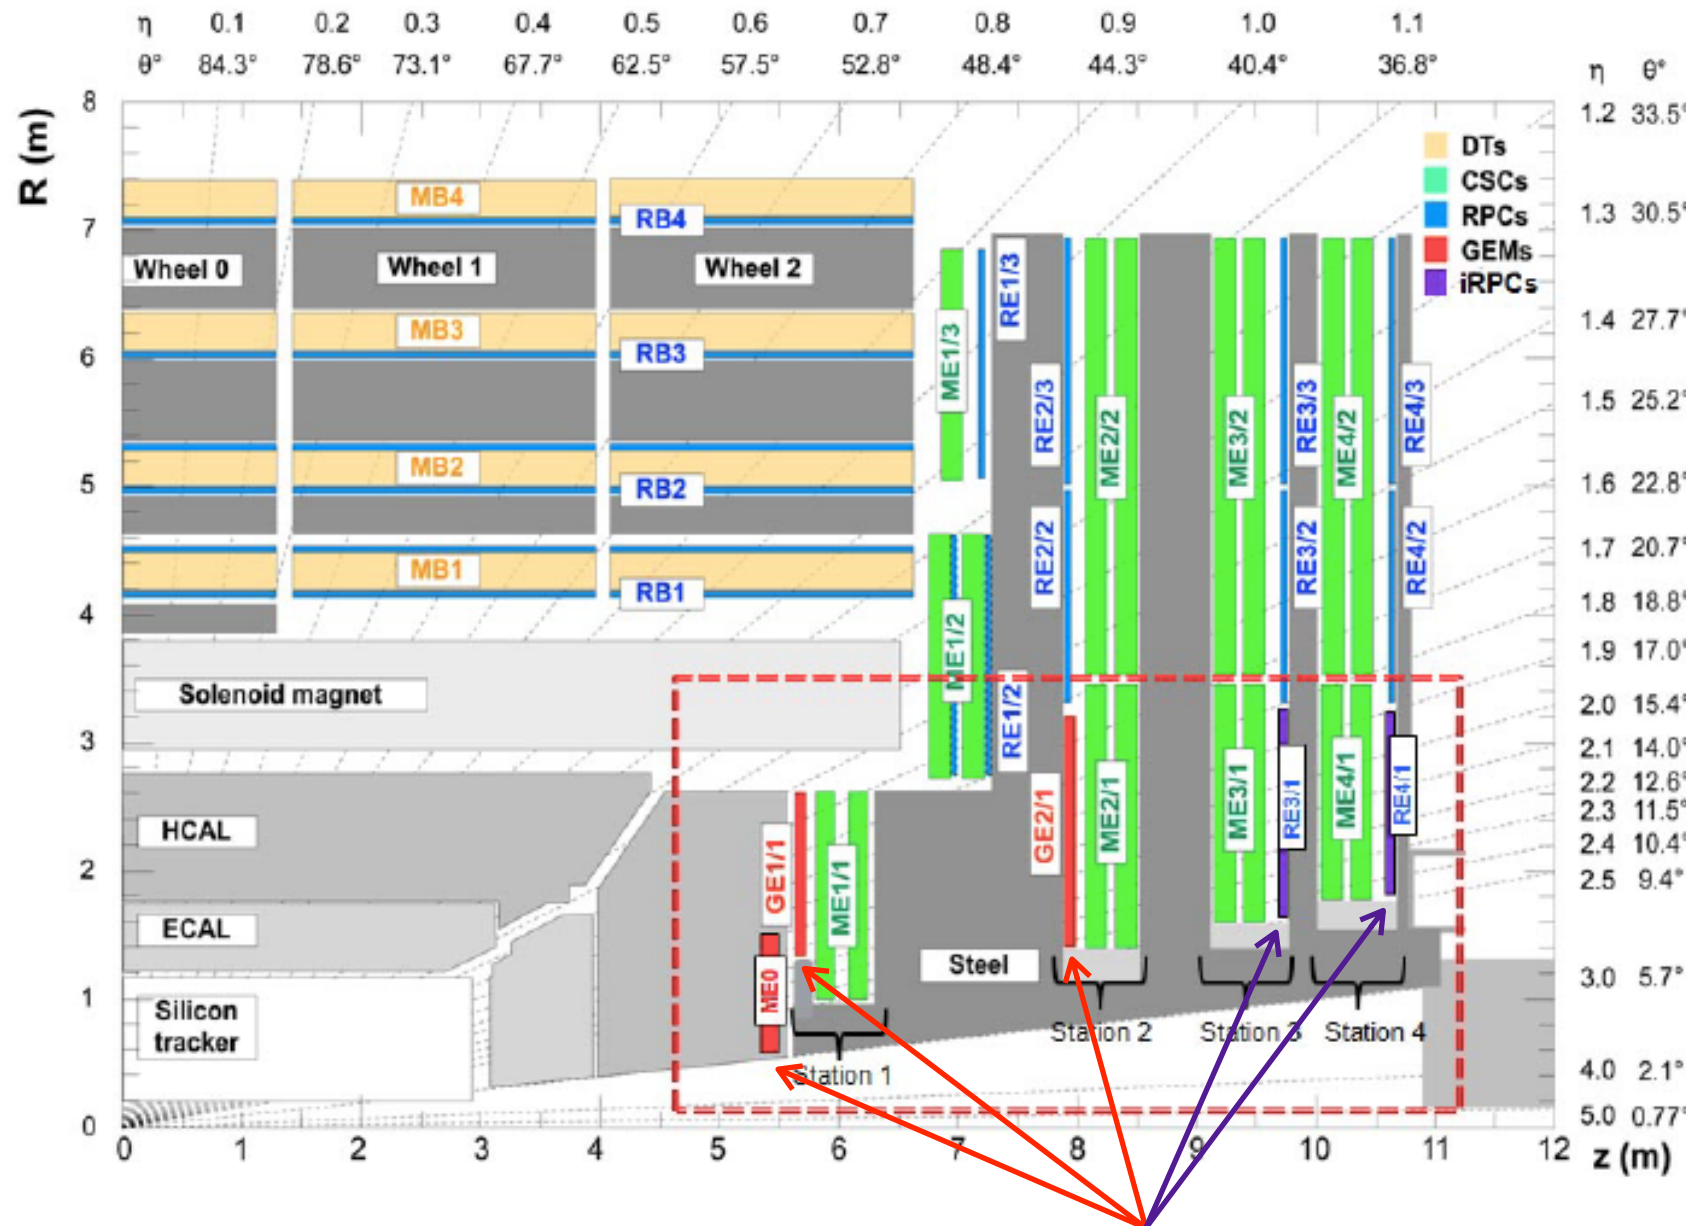 η 0.1 0.2 0.3 0.4 0.5 0.6 0.7 0.8 0.9 1.0 1.1
θ° 84.3° 78.6° 73.1° 67.7° 62.5° 57.5° 52.8° 48.4° 44.3° 40.4° 36.8° η θ°
R (m)
8
7
6
5
4
3
2
1
0
0 1 2 3 4 5 6 7 8 9 10 11 12 z (m)
1.2 33.5°
1.3 30.5°
1.4 27.7°
1.5 25.2°
1.6 22.8°
1.7 20.7°
1.8 18.8°
1.9 17.0°
2.0 15.4°
2.1 14.0°
2.2 12.6°
2.3 11.5°
2.4 10.4°
2.5 9.4°
3.0 5.7°
4.0 2.1°
5.0 0.77°
DTs
CSCs
RPCs
GEMs
iRPCs
MB4
RB4
Wheel 0
Wheel 1
Wheel 2
MB3
RB3
MB2
RB2
MB1
RB1
Solenoid magnet
HCAL
ECAL
Silicon
tracker
Steel
ME1/3
RE1/3
ME1/2
RE1/2
RE2/3
RE2/2
ME2/2
ME3/2
RE3/3
RE3/2
ME4/2
RE4/3
RE4/2
GE1/1
ME1/1
ME0
GE2/1
ME2/1
ME3/1
RE3/1
ME4/1
RE4/1
Station 1
Station 2
Station 3
Station 4